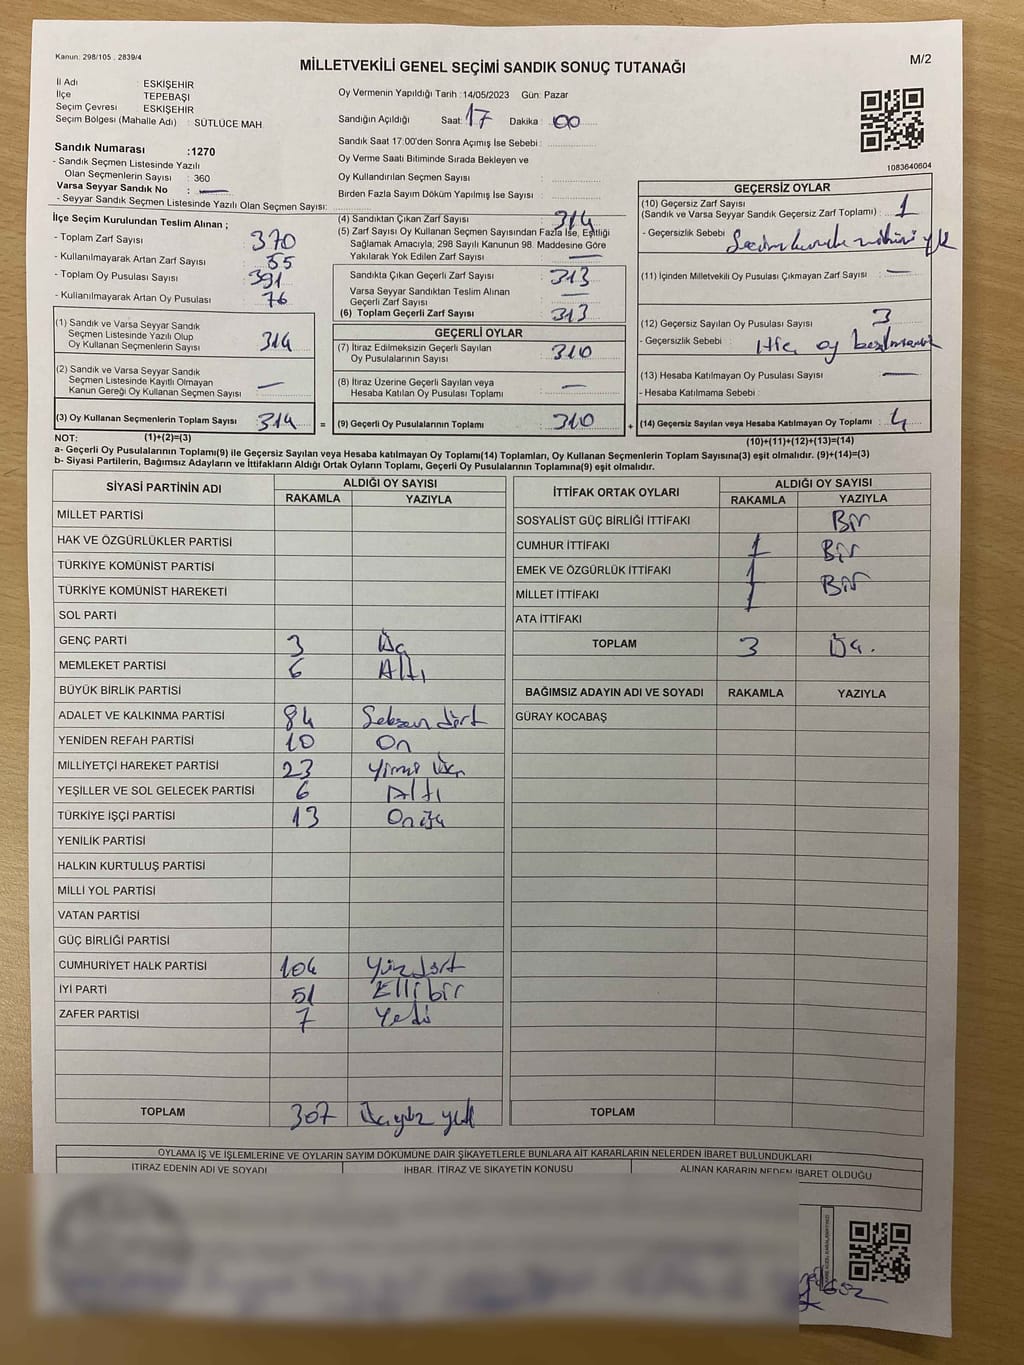 Kanun: 298/105 , 2839/4
M/2
MİLLETVEKİLİ GENEL SEÇİMİ SANDIK SONUÇ TUTANAĞI
İl Adı : ESKİŞEHİR
İlçe : TEPEBAŞI
Seçim Çevresi : ESKİŞEHİR
Seçim Bölgesi (Mahalle Adı) : SÜTLÜCE MAH.
Sandık Numarası :1270
- Sandık Seçmen Listesinde Yazılı
Olan Seçmenlerin Sayısı : 360
Varsa Seyyar Sandık No : —
- Seyyar Sandık Seçmen Listesinde Yazılı Olan Seçmen Sayısı:
Oy Vermenin Yapıldığı Tarih :14/05/2023 Gün: Pazar
Sandığın Açıldığı Saat: 17 Dakika : 00
Sandık Saat 17:00'den Sonra Açımış İse Sebebi :
Oy Verme Saati Bitiminde Sırada Bekleyen ve
Oy Kullandırılan Seçmen Sayısı :
Birden Fazla Sayım Döküm Yapılmış İse Sayısı :
1083640604
İlçe Seçim Kurulundan Teslim Alınan ;
- Toplam Zarf Sayısı : 370
- Kullanılmayarak Artan Zarf Sayısı : 55
- Toplam Oy Pusulası Sayısı : 391
- Kullanılmayarak Artan Oy Pusulası : 76
(1) Sandık ve Varsa Seyyar Sandık
Seçmen Listesinde Yazılı Olup
Oy Kullanan Seçmenlerin Sayısı : 314
(2) Sandık ve Varsa Seyyar Sandık
Seçmen Listesinde Kayıtlı Olmayan
Kanun Gereği Oy Kullanan Seçmen Sayısı : —
(3) Oy Kullanan Seçmenlerin Toplam Sayısı : 314 =
(4) Sandıktan Çıkan Zarf Sayısı : 314
(5) Zarf Sayısı Oy Kullanan Seçmen Sayısından Fazla İse, Eşitliği
Sağlamak Amacıyla, 298 Sayılı Kanunun 98. Maddesine Göre
Yakılarak Yok Edilen Zarf Sayısı : —
Sandıkta Çıkan Geçerli Zarf Sayısı : 313
Varsa Seyyar Sandıktan Teslim Alınan
Geçerli Zarf Sayısı : —
(6) Toplam Geçerli Zarf Sayısı : 313
GEÇERLİ OYLAR
(7) İtiraz Edilmeksizin Geçerli Sayılan
Oy Pusulalarının Sayısı : 310
(8) İtiraz Üzerine Geçerli Sayılan veya
Hesaba Katılan Oy Pusulası Toplamı : —
(9) Geçerli Oy Pusulalarının Toplamı : 310 +
GEÇERSİZ OYLAR
(10) Geçersiz Zarf Sayısı
(Sandık ve Varsa Seyyar Sandık Geçersiz Zarf Toplamı) : 1
- Geçersizlik Sebebi : Seçim kurulu mührü yok
(11) İçinden Milletvekili Oy Pusulası Çıkmayan Zarf Sayısı : —
(12) Geçersiz Sayılan Oy Pusulası Sayısı : 3
- Geçersizlik Sebebi : Hiç oy basılmamış
(13) Hesaba Katılmayan Oy Pusulası Sayısı : —
- Hesaba Katılmama Sebebi :
(14) Geçersiz Sayılan veya Hesaba Katılmayan Oy Toplamı : 4
NOT: (1)+(2)=(3) (10)+(11)+(12)+(13)=(14)
a- Geçerli Oy Pusulalarının Toplamı(9) ile Geçersiz Sayılan veya Hesaba katılmayan Oy Toplamı(14) Toplamları, Oy Kullanan Seçmenlerin Toplam Sayısına(3) eşit olmalıdır. (9)+(14)=(3)
b- Siyasi Partilerin, Bağımsız Adayların ve İttifakların Aldığı Ortak Oyların Toplamı, Geçerli Oy Pusulalarının Toplamına(9) eşit olmalıdır.
SİYASİ PARTİNİN ADI ALDIĞI OY SAYISI
RAKAMLA YAZIYLA
MİLLET PARTİSİ
HAK VE ÖZGÜRLÜKLER PARTİSİ
TÜRKİYE KOMÜNİST PARTİSİ
TÜRKİYE KOMÜNİST HAREKETİ
SOL PARTİ
GENÇ PARTİ 3 Üç
MEMLEKET PARTİSİ 6 Altı
BÜYÜK BİRLİK PARTİSİ
ADALET VE KALKINMA PARTİSİ 84 Seksen dört
YENİDEN REFAH PARTİSİ 10 On
MİLLİYETÇİ HAREKET PARTİSİ 23 Yirmi Üç
YEŞİLLER VE SOL GELECEK PARTİSİ 6 Altı
TÜRKİYE İŞÇİ PARTİSİ 13 Onüç
YENİLİK PARTİSİ
HALKIN KURTULUŞ PARTİSİ
MİLLİ YOL PARTİSİ
VATAN PARTİSİ
GÜÇ BİRLİĞİ PARTİSİ
CUMHURİYET HALK PARTİSİ 104 Yüz dört
İYİ PARTİ 51 Elli bir
ZAFER PARTİSİ 7 Yedi
TOPLAM 307 Üçyüz yedi
İTTİFAK ORTAK OYLARI ALDIĞI OY SAYISI
RAKAMLA YAZIYLA
SOSYALİST GÜÇ BİRLİĞİ İTTİFAKI Bir
CUMHUR İTTİFAKI 1 Bir
EMEK VE ÖZGÜRLÜK İTTİFAKI 1 Bir
MİLLET İTTİFAKI 1
ATA İTTİFAKI
TOPLAM 3 Üç.
BAĞIMSIZ ADAYIN ADI VE SOYADI RAKAMLA YAZIYLA
GÜRAY KOCABAŞ
TOPLAM
OYLAMA İŞ VE İŞLEMLERİNE VE OYLARIN SAYIM DÖKÜMÜNE DAİR ŞİKAYETLERLE BUNLARA AİT KARARLARIN NELERDEN İBARET BULUNDUKLARI
İTİRAZ EDENİN ADI VE SOYADI İHBAR, İTİRAZ VE ŞİKAYETİN KONUSU ALINAN KARARIN NEDEN İBARET OLDUĞU